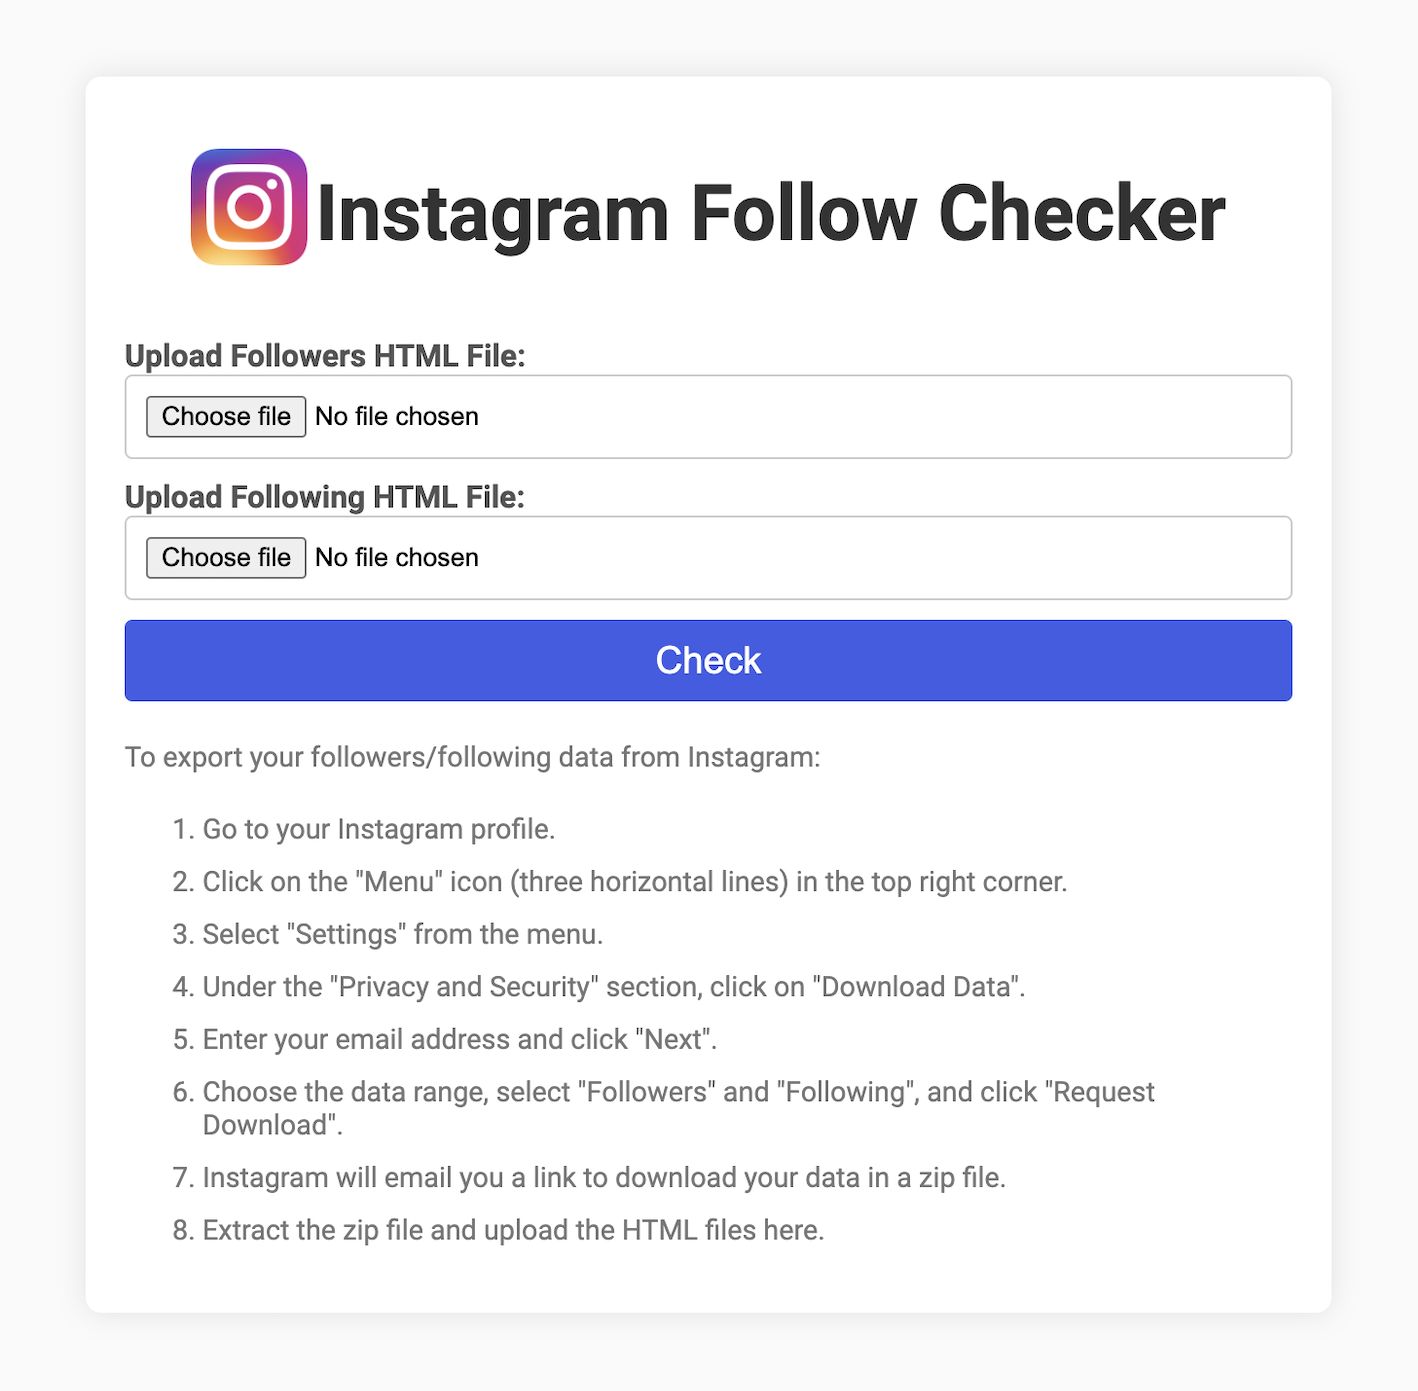 Instagram Follow Checker
Upload Followers HTML File:
Choose file No file chosen
Upload Following HTML File:
Choose file No file chosen
Check
To export your followers/following data from Instagram:
1. Go to your Instagram profile.
2. Click on the "Menu" icon (three horizontal lines) in the top right corner.
3. Select "Settings" from the menu.
4. Under the "Privacy and Security" section, click on "Download Data".
5. Enter your email address and click "Next".
6. Choose the data range, select "Followers" and "Following", and click "Request
Download".
7. Instagram will email you a link to download your data in a zip file.
8. Extract the zip file and upload the HTML files here.